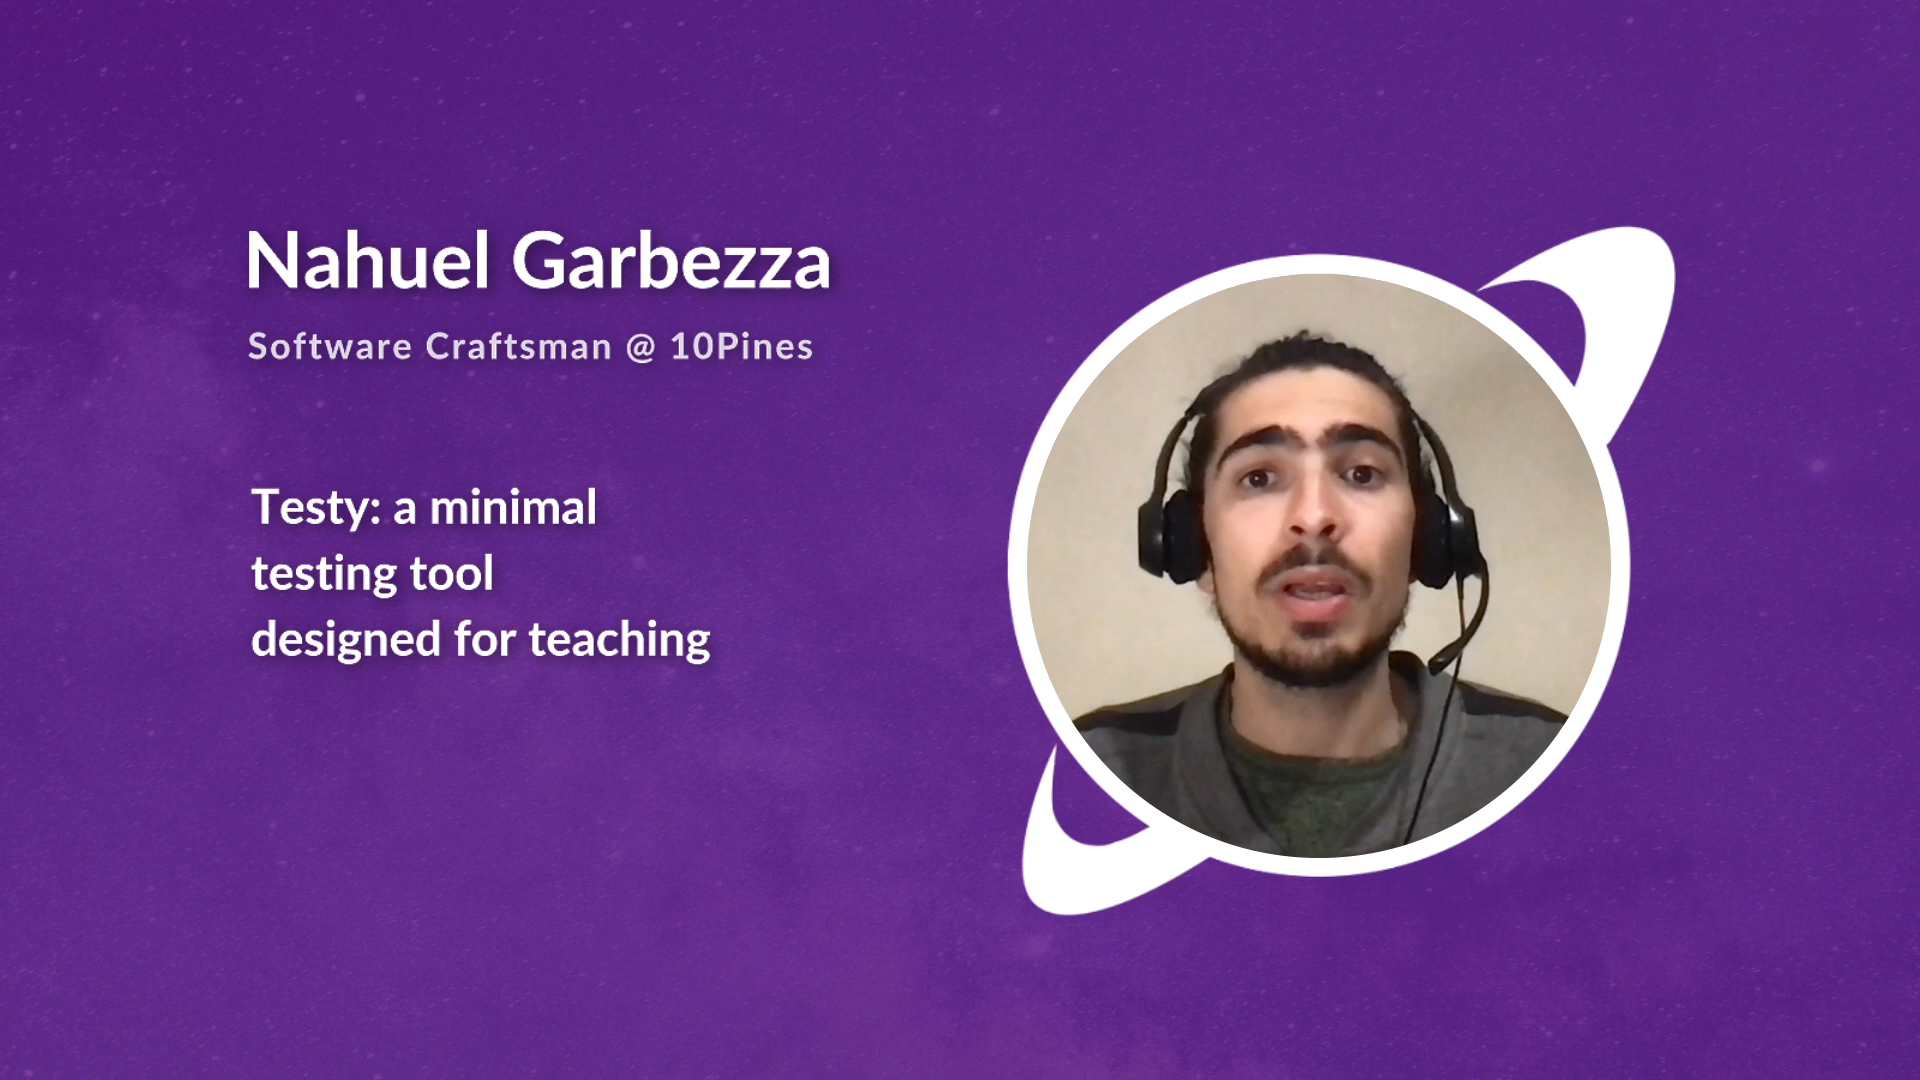 Nahuel Garbezza
Software Craftsman @ 10Pines
Testy: a minimal
testing tool
designed for teaching